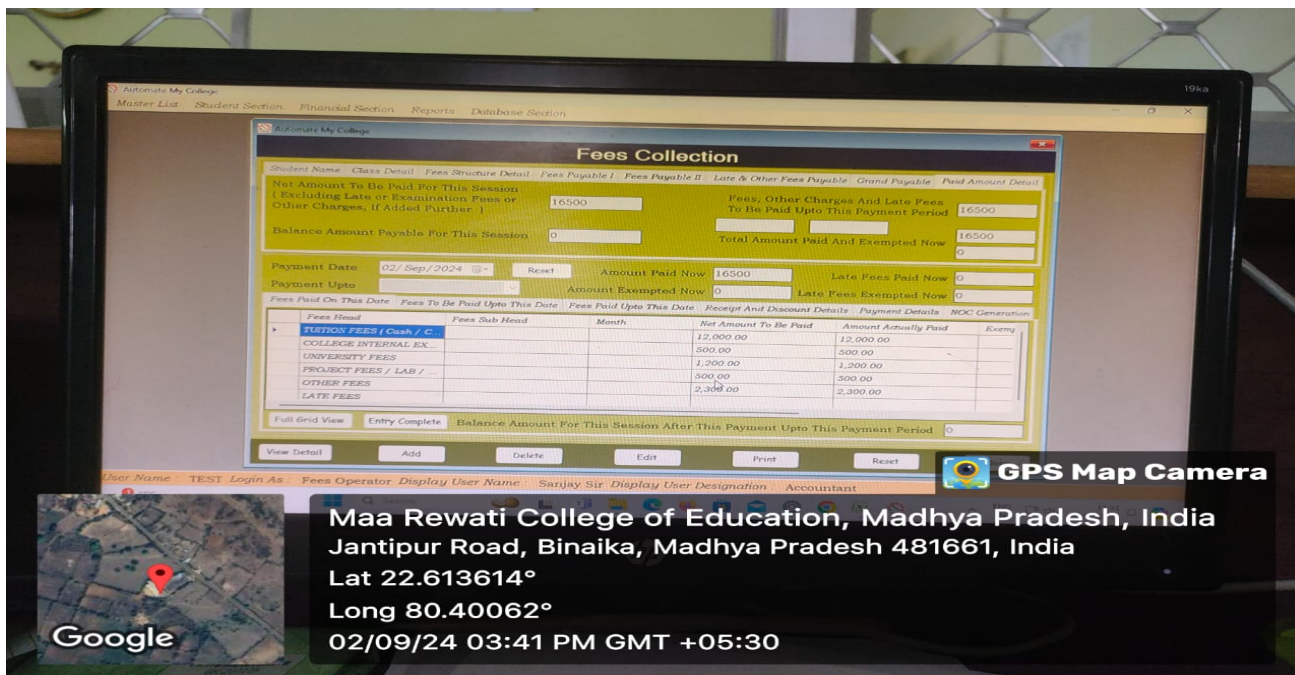 19ka
Automate My College
Master List Student Section Financial Section Reports Database Section
Automate My College
Fees Collection
Student Name Class Detail Fees Structure Detail Fees Payable I Fees Payable II Late & Other Fees Payable Grand Payable Paid Amount Detail
Net Amount To Be Paid For This Session
( Excluding Late or Examination Fees or
Other Charges, If Added Further )
16500
Fees, Other Charges And Late Fees
To Be Paid Upto This Payment Period
16500
Balance Amount Payable For This Session 0
Total Amount Paid And Exempted Now 16500
0
Payment Date 02/ Sep/ 2024 Reset Amount Paid Now 16500 Late Fees Paid Now 0
Payment Upto Amount Exempted Now 0 Late Fees Exempted Now 0
Fees Paid On This Date Fees To Be Paid Upto This Date Fees Paid Upto This Date Receipt And Discount Details Payment Details NOC Generation
Fees Head Fees Sub Head Month Net Amount To Be Paid Amount Actually Paid Exemp
TUITION FEES ( Cash / C... 12,000.00 12,000.00
COLLEGE INTERNAL EX... 500.00 500.00
UNIVERSITY FEES 1,200.00 1,200.00
PROJECT FEES / LAB / ... 500.00 500.00
OTHER FEES 2,300.00 2,300.00
LATE FEES
Full Grid View Entry Complete Balance Amount For This Session After This Payment Upto This Payment Period 0
View Detail Add Delete Edit Print Reset
User Name : TEST Login As : Fees Operator Display User Name : Sanjay Sir Display User Designation : Accountant
Search
GPS Map Camera
Maa Rewati College of Education, Madhya Pradesh, India
Jantipur Road, Binaika, Madhya Pradesh 481661, India
Lat 22.613614°
Long 80.40062°
02/09/24 03:41 PM GMT +05:30
Google